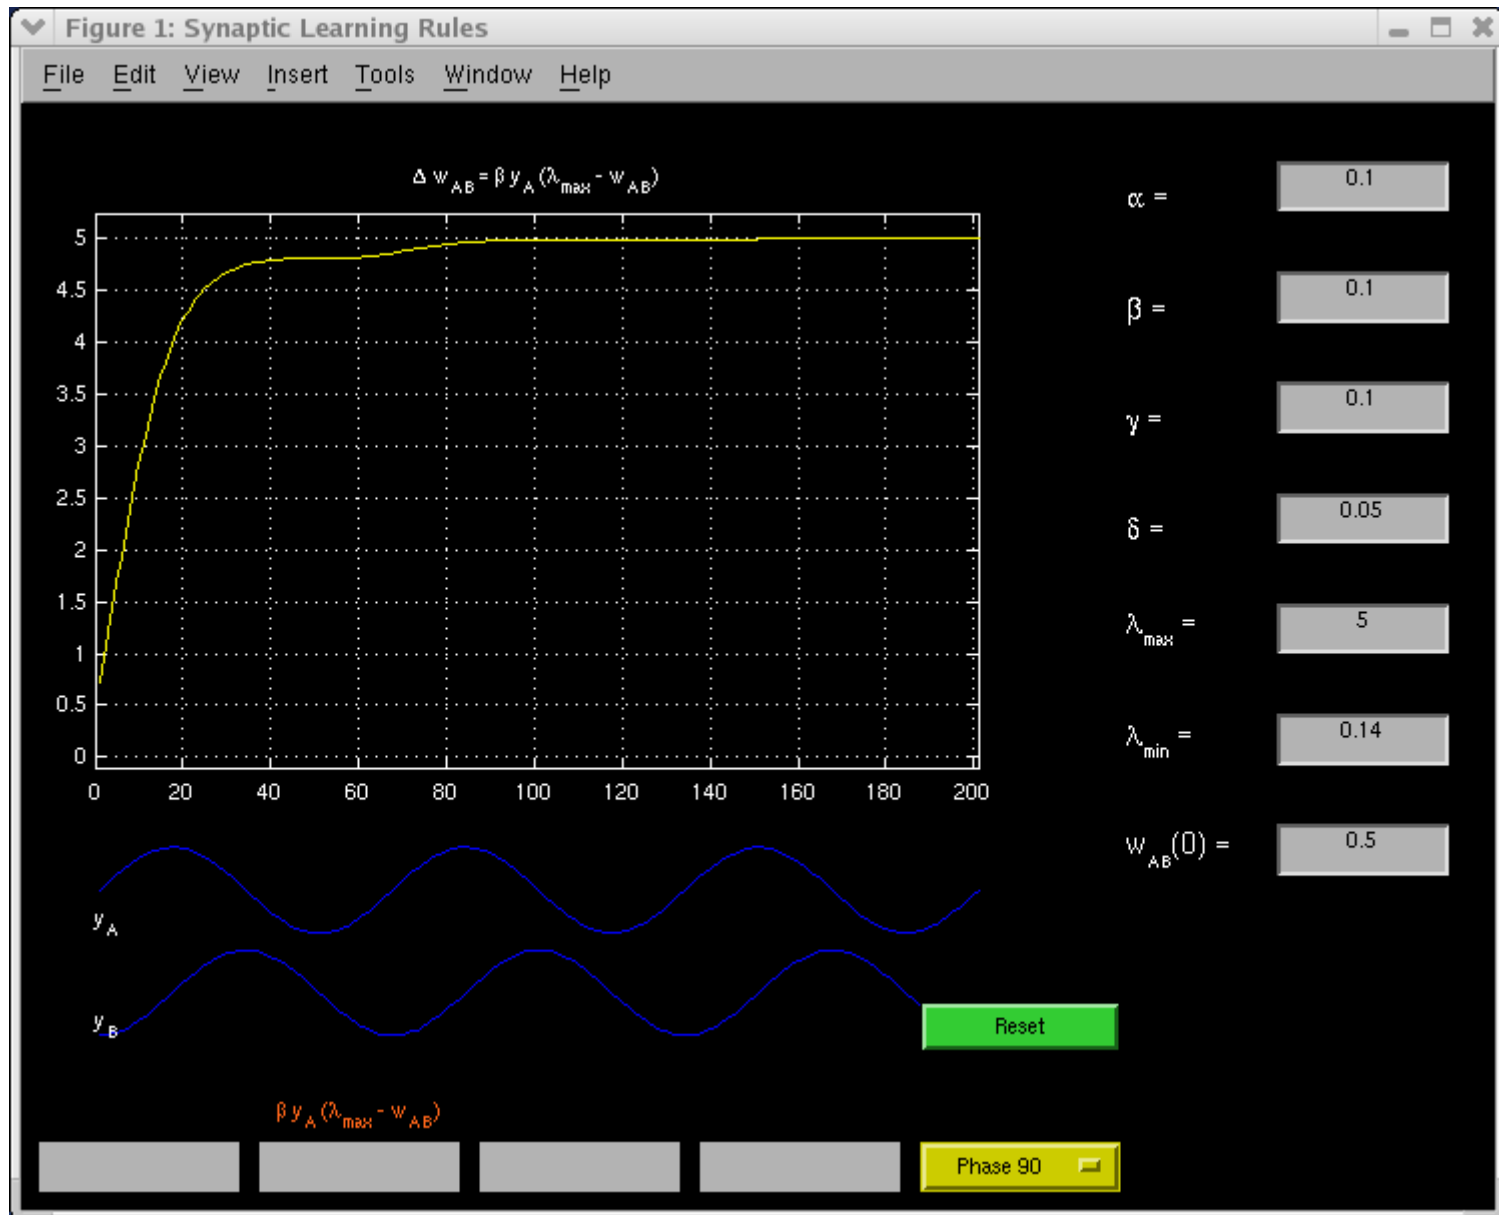 Figure 1: Synaptic Learning Rules
File Edit View Insert Tools Window Help
Δ w_AB = β y_A (λ_max - w_AB)
5
4.5
4
3.5
3
2.5
2
1.5
1
0.5
0
0 20 40 60 80 100 120 140 160 180 200
α = 0.1
β = 0.1
γ = 0.1
δ = 0.05
λ_max = 5
λ_min = 0.14
w_AB(0) = 0.5
y_A
y_B
Reset
β y_A (λ_max - w_AB)
Phase 90